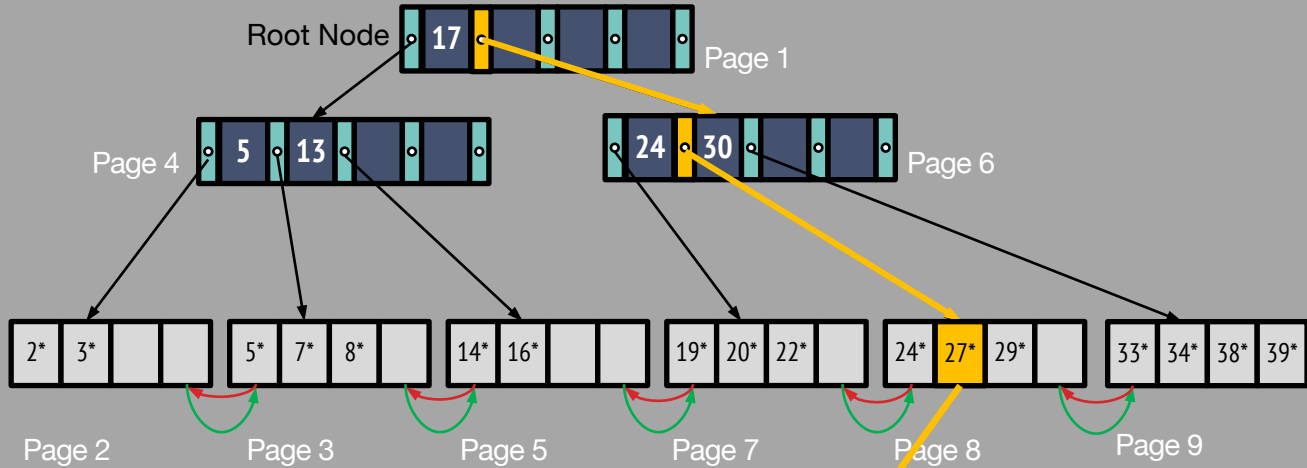 Root Node
17
Page 1
Page 4
5 13
24 30
Page 6
2* 3*
5* 7* 8*
14* 16*
19* 20* 22*
24* 27* 29*
33* 34* 38* 39*
Page 2
Page 3
Page 5
Page 7
Page 8
Page 9